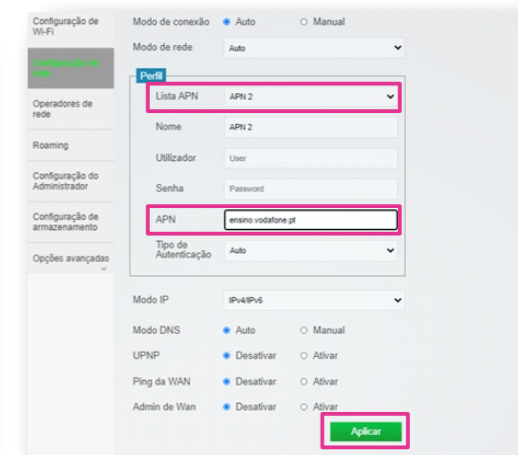 Configuração de
Wi-Fi
Configuração de
rede
Operadores de
rede
Roaming
Configuração do
Administrador
Configuração de
armazenamento
Opções avançadas
Modo de conexão Auto Manual
Modo de rede Auto
Perfil
Lista APN APN 2
Nome APN 2
Utilizador User
Senha Password
APN ensino.vodafone.pt
Tipo de
Autenticação Auto
Modo IP IPv4/IPv6
Modo DNS Auto Manual
UPNP Desativar Ativar
Ping da WAN Desativar Ativar
Admin de Wan Desativar Ativar
Aplicar